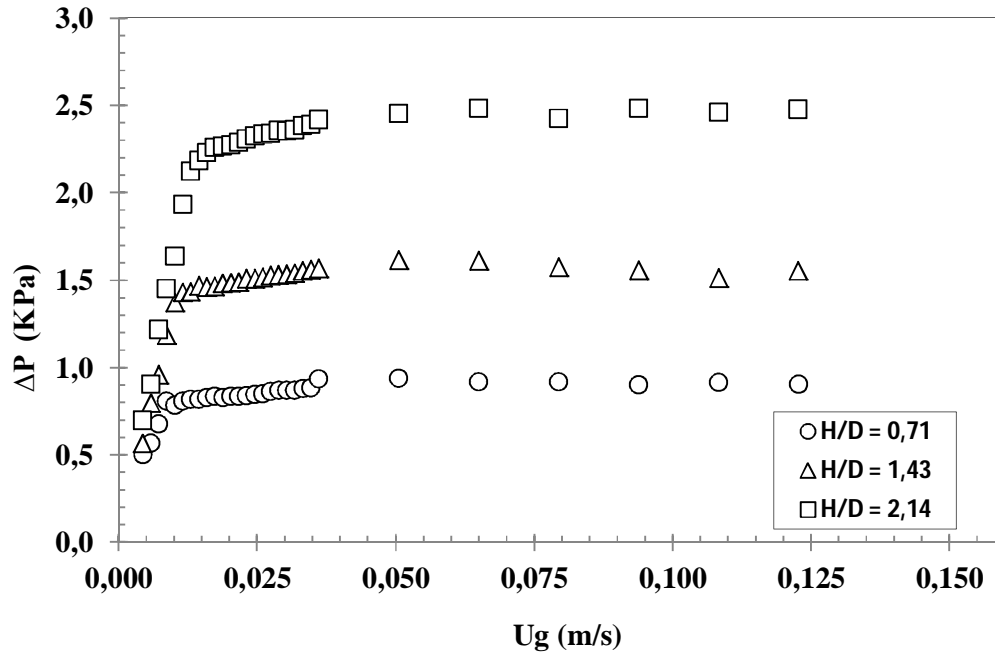 3,0
2,5
2,0
1,5
1,0
0,5
0,0
ΔP (KPa)
0,000 0,025 0,050 0,075 0,100 0,125 0,150
Ug (m/s)
H/D = 0,71
H/D = 1,43
H/D = 2,14